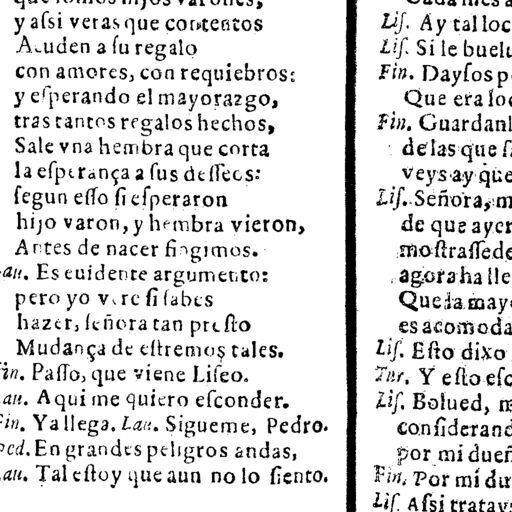 que somos hijos varones,
y assi veras que contentos
Acuden a su regalo
con amores, con requiebros:
y esperando el mayorazgo,
tras tantos regalos hechos,
Sale vna hembra que corta
la esperança a sus desseos:
segun esso si esperaron
hijo varon, y hembra vieron,
Antes de nacer fingimos.
Lau. Es euidente argumento:
pero yo vere si sabes
hazer, señora tan presto
Mudança de estremos tales.
Fin. Passo, que viene Liseo.
Lau. Aqui me quiero esconder.
Fin. Ya llega. Lau. Sigueme, Pedro.
Ped. En grandes peligros andas,
Lau. Tal estoy que aun no lo siento.
Lis. Ay tal loc
Lis. Si le buelu
Fin. Daysos p
Que era loc
Fin. Guardanl
de las que s
veys ay que
Lis. Señora, m
de que ayer
mostrassede
agora ha lle
Que la mayo
es acomoda
Lis. Esto dixo
Tur. Y esto esc
Lis. Bolued, m
considerand
por mi dueñ
Fin. Por mi du
Lis. Assi tratays